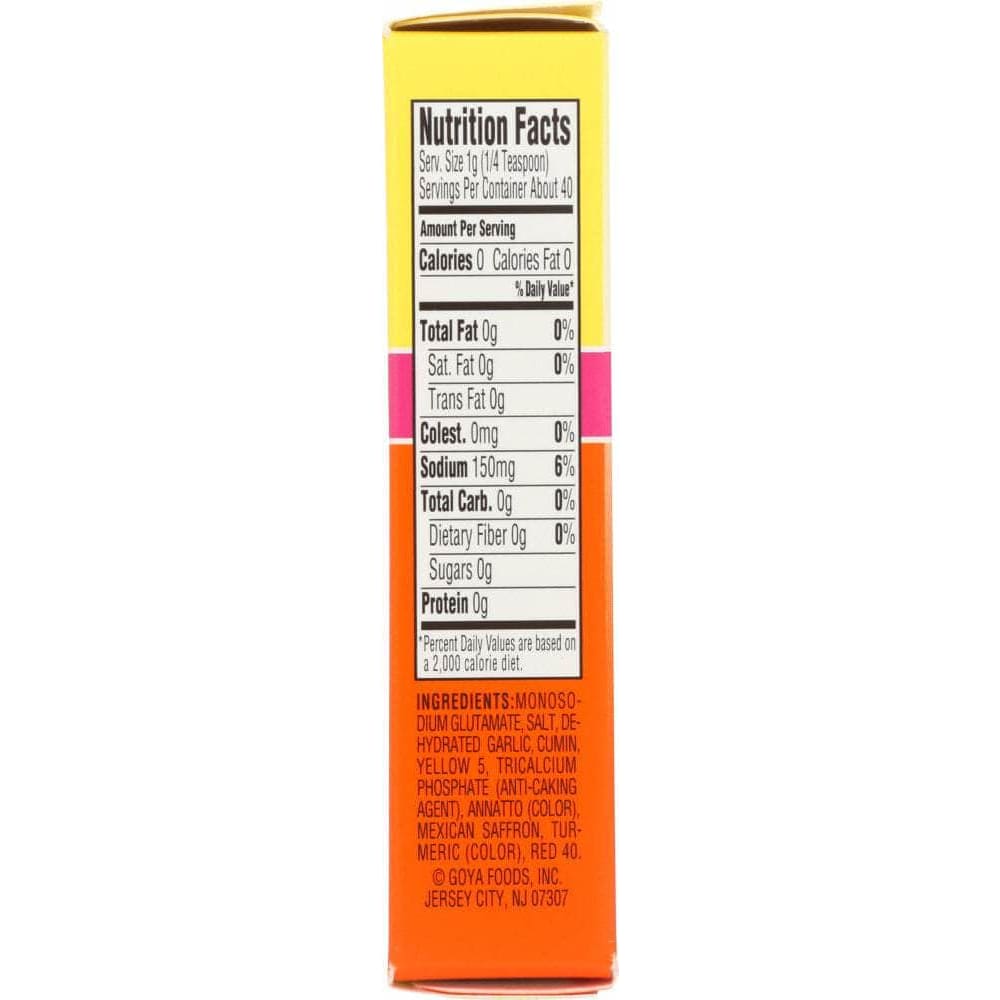 Nutrition Facts
Serv. Size 1g (1/4 Teaspoon)
Servings Per Container About 40
Amount Per Serving
Calories 0 Calories Fat 0
% Daily Value*
Total Fat 0g 0%
Sat. Fat 0g 0%
Trans Fat 0g
Colest. 0mg 0%
Sodium 150mg 6%
Total Carb. 0g 0%
Dietary Fiber 0g 0%
Sugars 0g
Protein 0g
*Percent Daily Values are based on
a 2,000 calorie diet.
INGREDIENTS:MONOSO-
DIUM GLUTAMATE, SALT, DE-
HYDRATED GARLIC, CUMIN,
YELLOW 5, TRICALCIUM
PHOSPHATE (ANTI-CAKING
AGENT), ANNATTO (COLOR),
MEXICAN SAFFRON, TUR-
MERIC (COLOR), RED 40.
© GOYA FOODS, INC.
JERSEY CITY, NJ 07307